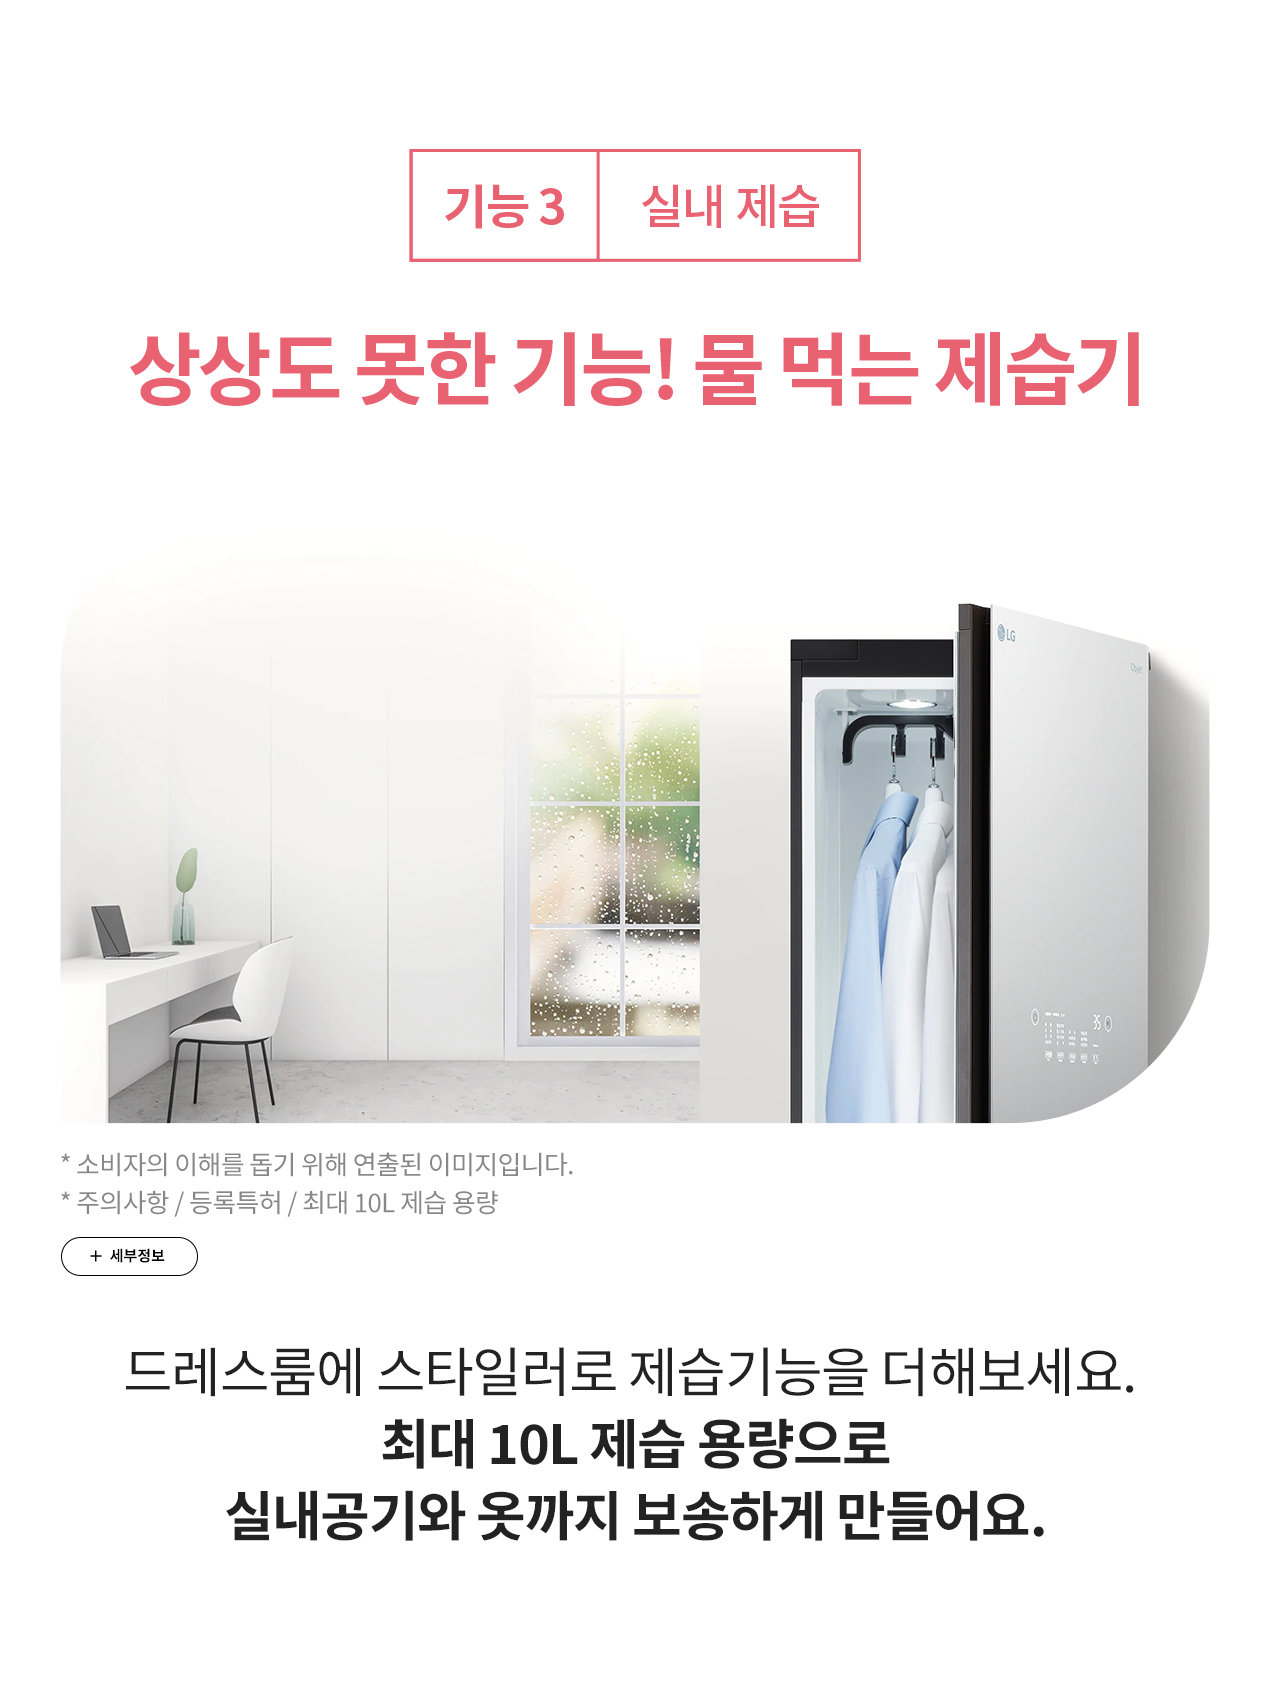 기능 3 실내 제습
상상도 못한 기능! 물 먹는 제습기
LG
Objet
35
* 소비자의 이해를 돕기 위해 연출된 이미지입니다.
* 주의사항 / 등록특허 / 최대 10L 제습 용량
+ 세부정보
드레스룸에 스타일러로 제습기능을 더해보세요.
최대 10L 제습 용량으로
실내공기와 옷까지 보송하게 만들어요.